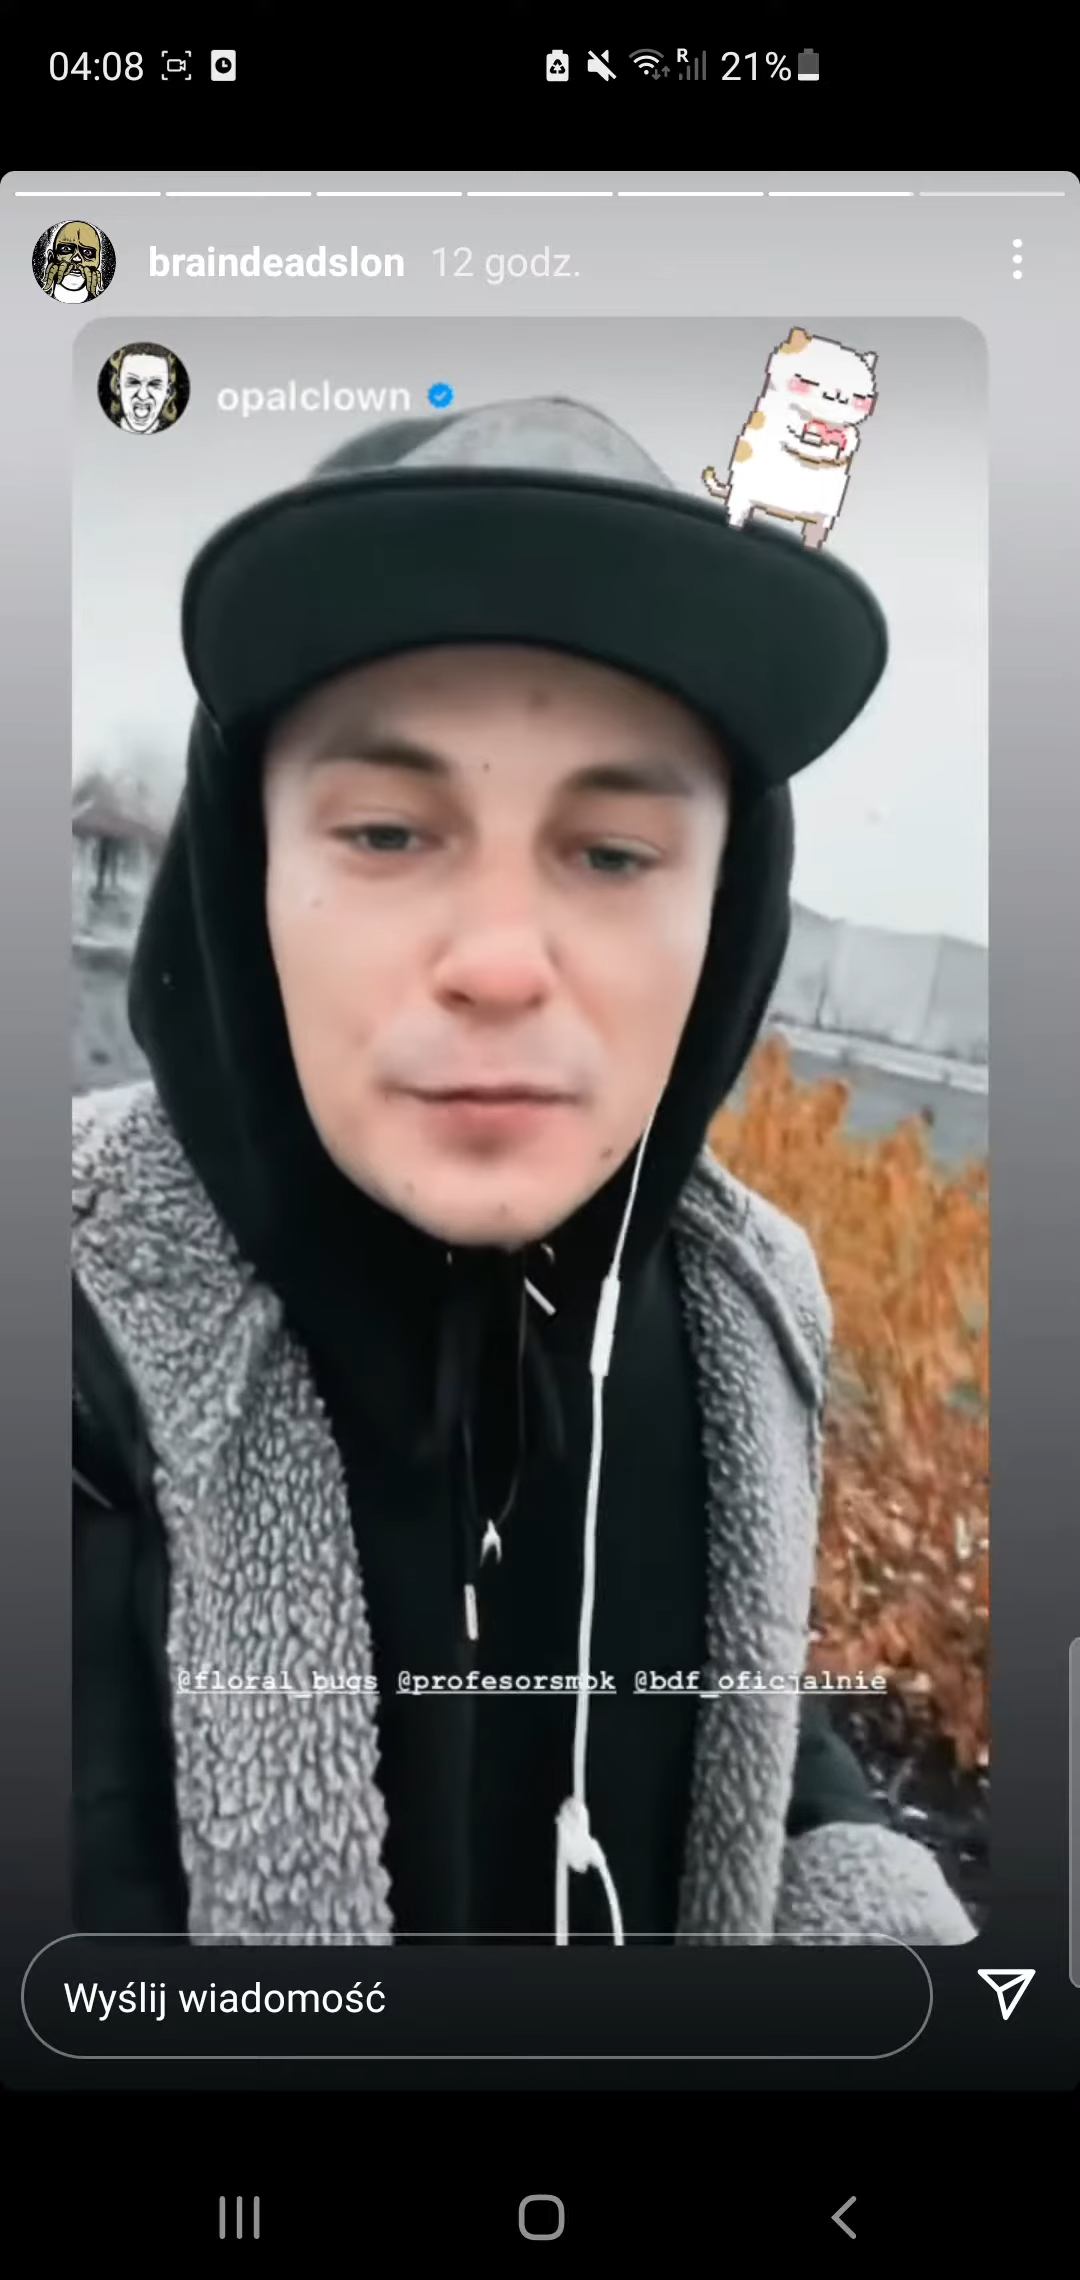 04:08
R
21%
braindeadslon 12 godz.
opalclown
@floral_bugs @profesorsmok @bdf_oficjalnie
Wyślij wiadomość